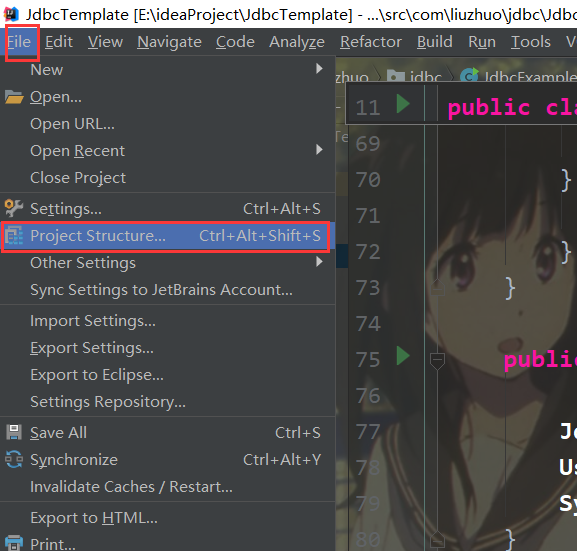 JdbcTemplate [E:\ideaProject\JdbcTemplate] - ...\src\com\liuzhuo\jdbc\Jdbc
File Edit View Navigate Code Analyze Refactor Build Run Tools V
New
Open...
Open URL...
Open Recent
Close Project
Settings... Ctrl+Alt+S
Project Structure... Ctrl+Alt+Shift+S
Other Settings
Sync Settings to JetBrains Account...
Import Settings...
Export Settings...
Export to Eclipse...
Settings Repository...
Save All Ctrl+S
Synchronize Ctrl+Alt+Y
Invalidate Caches / Restart...
Export to HTML...
Print...
zhuo jdbc JdbcExample
11 public cla
69
70 }
71
72 }
73 }
74
75 public
76
77 Jd
78 Us
79 Sy
80 }